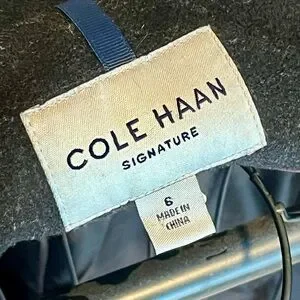 COLE HAAN
SIGNATURE
6
MADE IN
CHINA